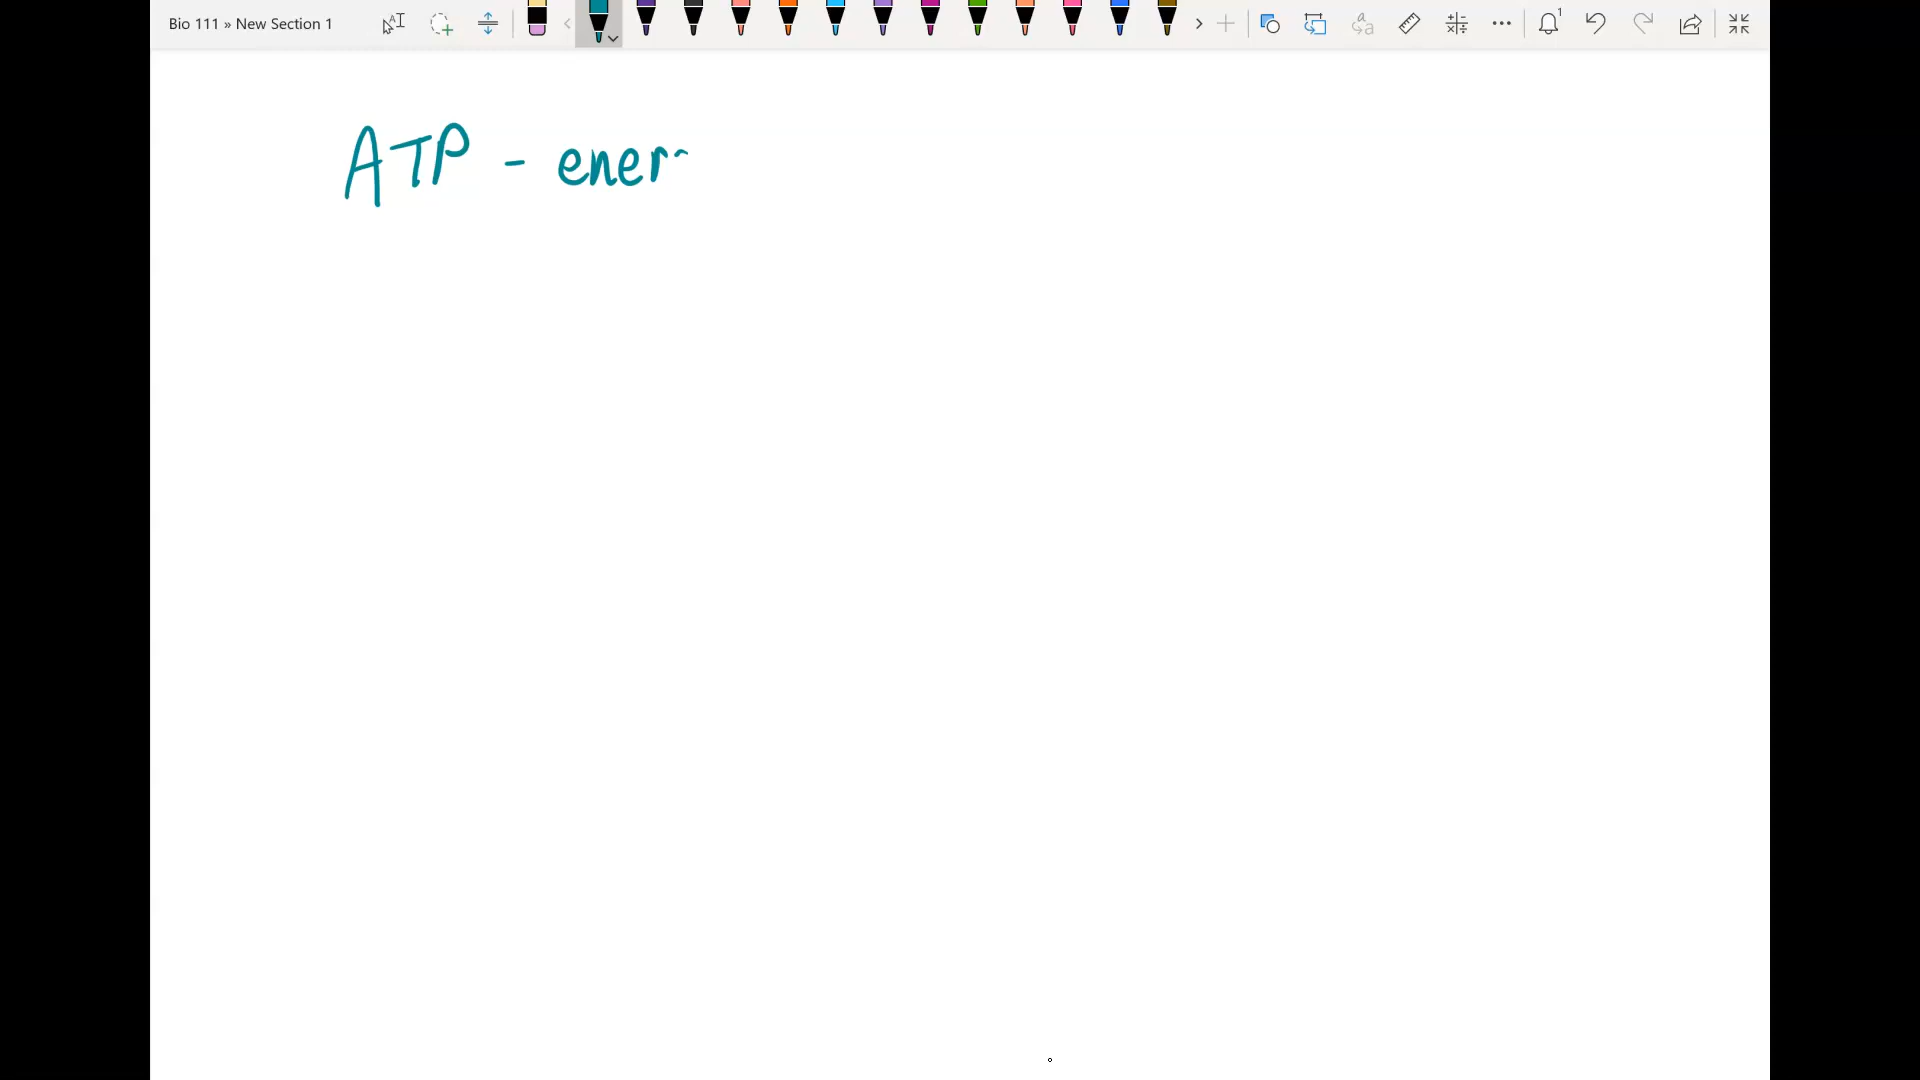 Bio 111 » New Section 1
ATP - ener